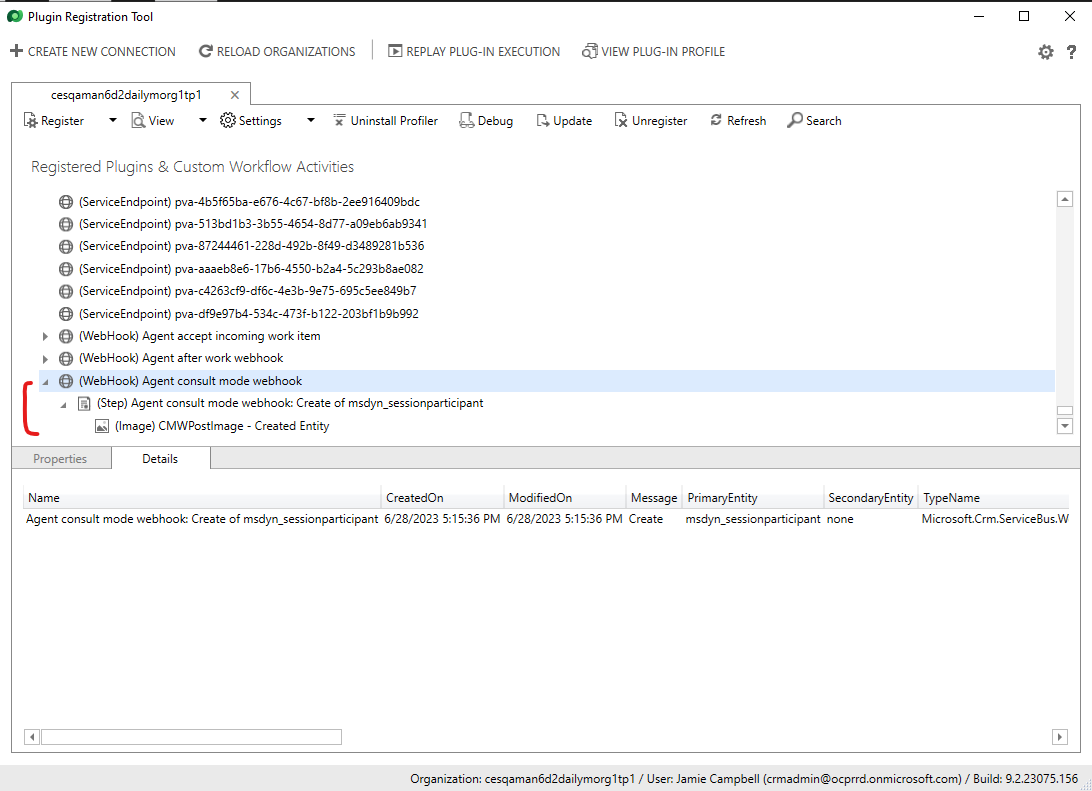 Plugin Registration Tool
CREATE NEW CONNECTION RELOAD ORGANIZATIONS REPLAY PLUG-IN EXECUTION VIEW PLUG-IN PROFILE ?
cesqaman6d2dailymorg1tp1
Register View Settings Uninstall Profiler Debug Update Unregister Refresh Search
Registered Plugins & Custom Workflow Activities
(ServiceEndpoint) pva-4b5f65ba-e676-4c67-bf8b-2ee916409bdc
(ServiceEndpoint) pva-513bd1b3-3b55-4654-8d77-a09eb6ab9341
(ServiceEndpoint) pva-87244461-228d-492b-8f49-d3489281b536
(ServiceEndpoint) pva-aaaeb8e6-17b6-4550-b2a4-5c293b8ae082
(ServiceEndpoint) pva-c4263cf9-df6c-4e3b-9e75-695c5ee849b7
(ServiceEndpoint) pva-df9e97b4-534c-473f-b122-203bf1b9b992
(WebHook) Agent accept incoming work item
(WebHook) Agent after work webhook
(WebHook) Agent consult mode webhook
(Step) Agent consult mode webhook: Create of msdyn_sessionparticipant
(Image) CMWPostImage - Created Entity
Properties Details
Name CreatedOn ModifiedOn Message PrimaryEntity SecondaryEntity TypeName
Agent consult mode webhook: Create of msdyn_sessionparticipant 6/28/2023 5:15:36 PM 6/28/2023 5:15:36 PM Create msdyn_sessionparticipant none Microsoft.Crm.ServiceBus.W
Organization: cesqaman6d2dailymorg1tp1 / User: Jamie Campbell (crmadmin@ocprrd.onmicrosoft.com) / Build: 9.2.23075.156